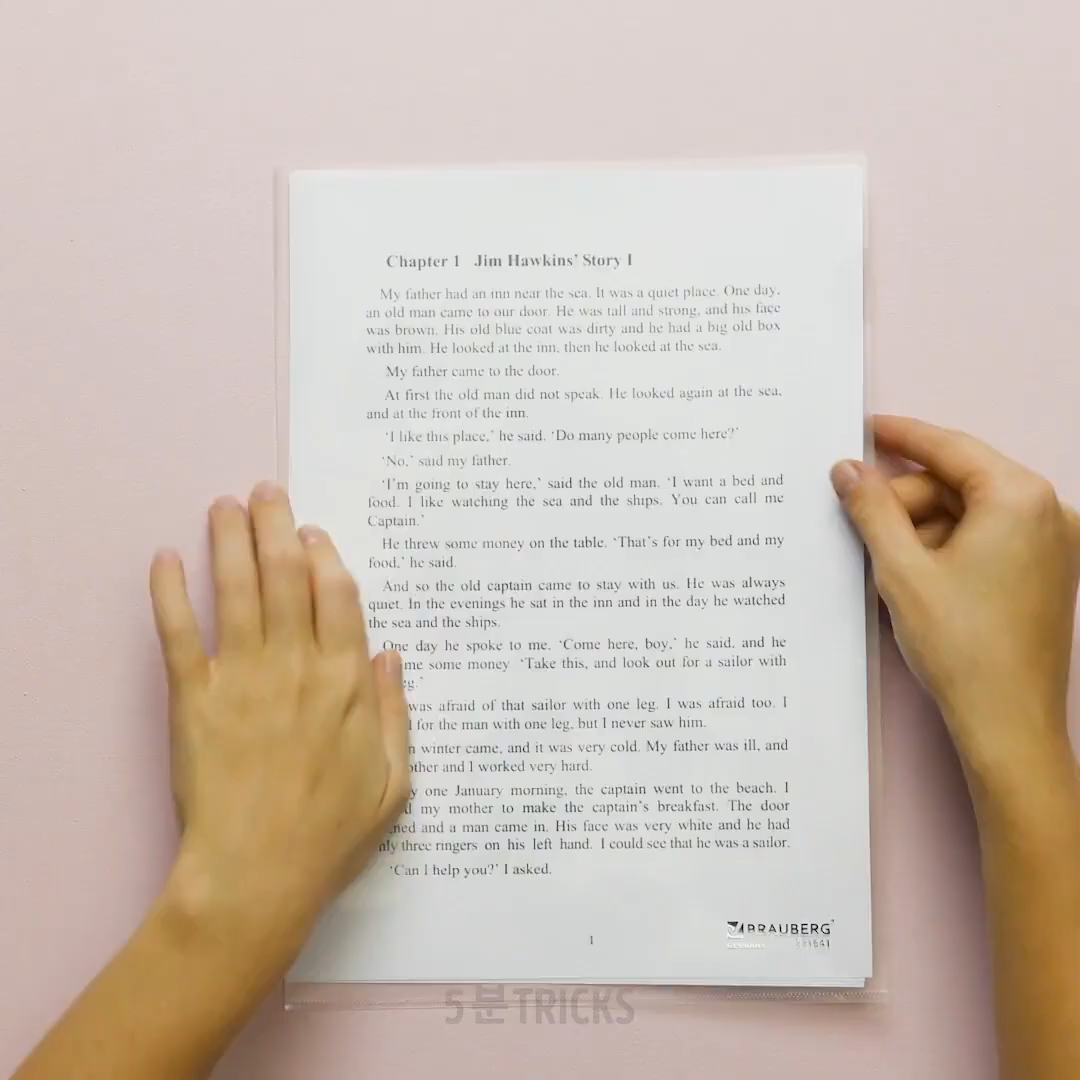 Chapter 1 Jim Hawkins' Story I
My father had an inn near the sea. It was a quiet place. One day,
an old man came to our door. He was tall and strong, and his face
was brown. His old blue coat was dirty and he had a big old box
with him. He looked at the inn, then he looked at the sea.
My father came to the door.
At first the old man did not speak. He looked again at the sea,
and at the front of the inn.
'I like this place,' he said. 'Do many people come here?'
'No,' said my father.
'I'm going to stay here,' said the old man. 'I want a bed and
food. I like watching the sea and the ships. You can call me
Captain.'
He threw some money on the table. 'That's for my bed and my
food,' he said.
And so the old captain came to stay with us. He was always
quiet. In the evenings he sat in the inn and in the day he watched
the sea and the ships.
One day he spoke to me. 'Come here, boy,' he said, and he
me some money 'Take this, and look out for a sailor with
was afraid of that sailor with one leg. I was afraid too. I
for the man with one leg, but I never saw him.
winter came, and it was very cold. My father was ill, and
and I worked very hard.
one January morning, the captain went to the beach. I
my mother to make the captain's breakfast. The door
and a man came in. His face was very white and he had
three ringers on his left hand. I could see that he was a sailor.
'Can I help you?' I asked.
1
BRAUBERG
5분TRICKS